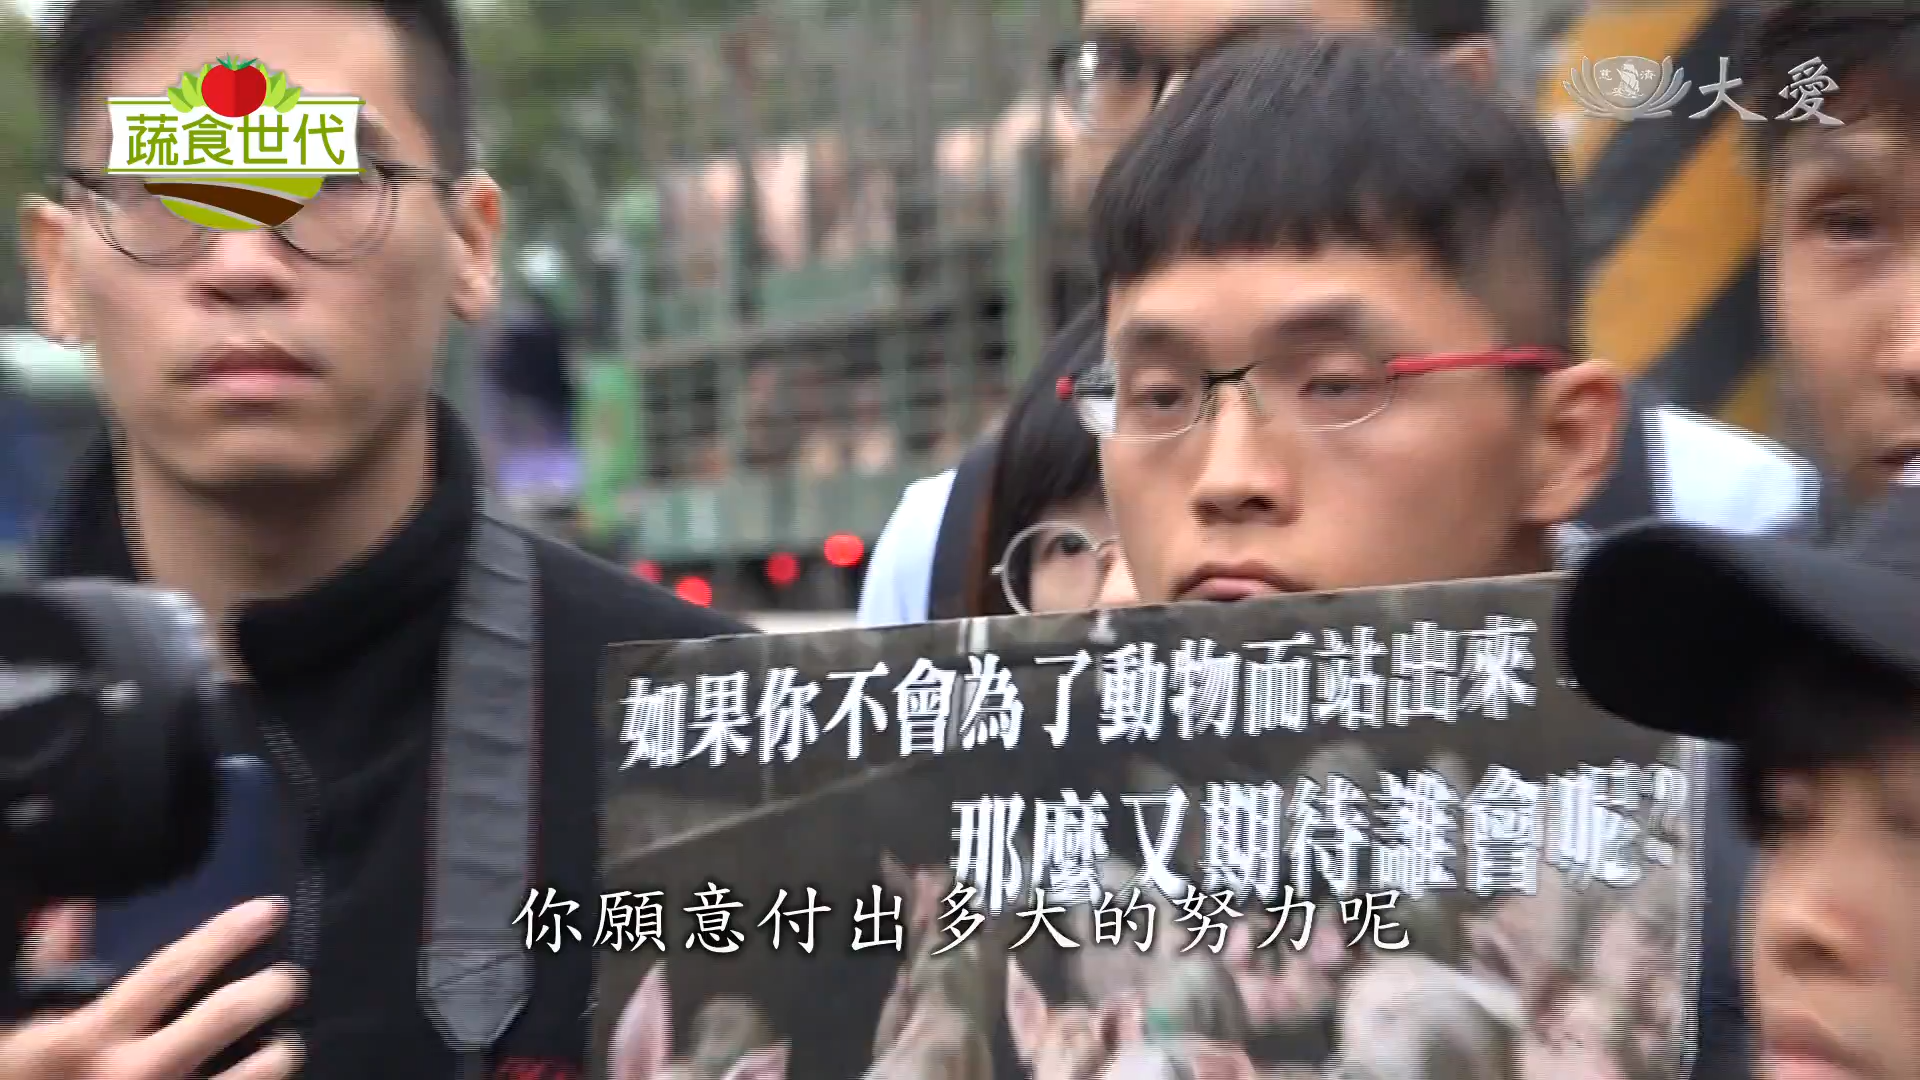 蔬食世代
慈濟
大愛
如果你不會為了動物而站出來
那麼又期待誰會呢?
你願意付出多大的努力呢